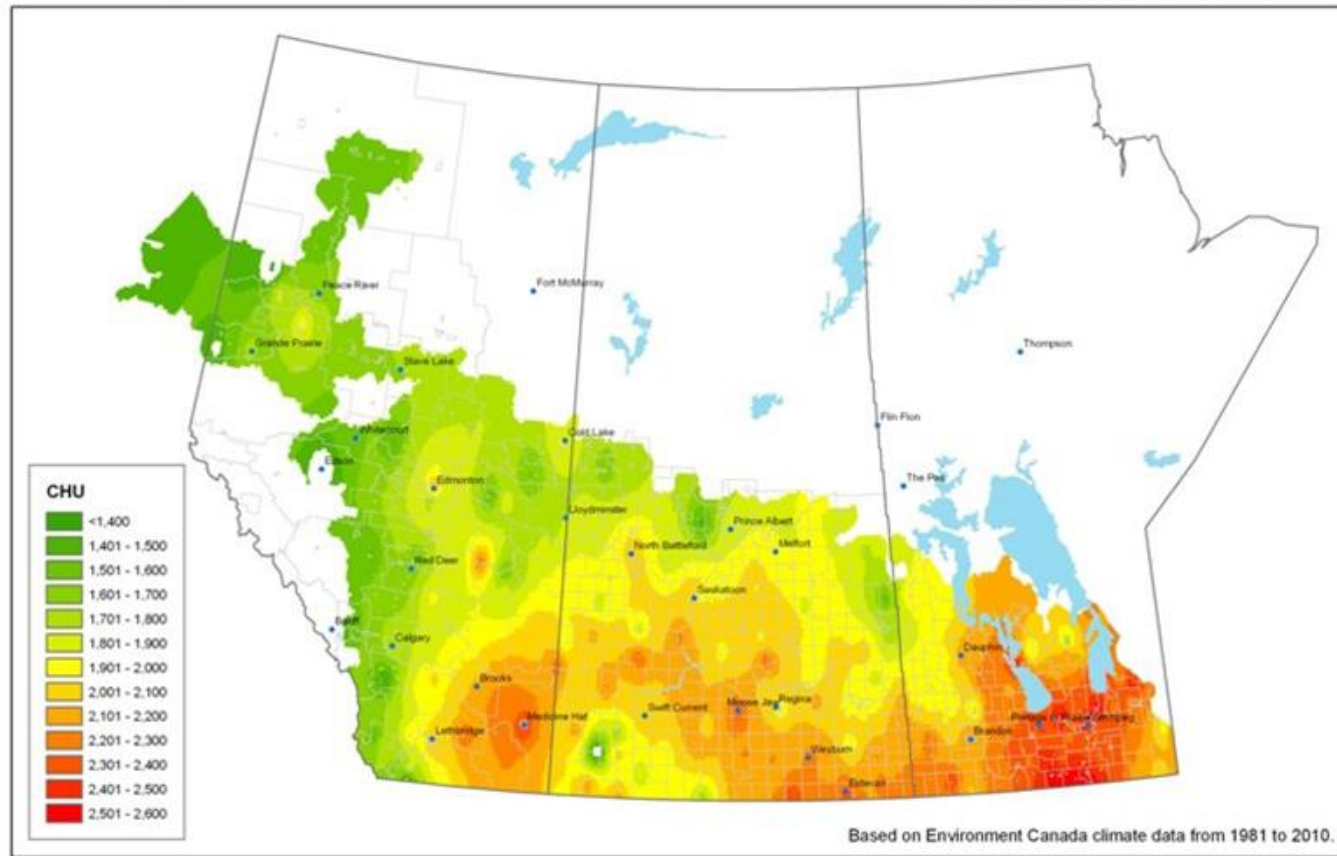 Peace River
Fort McMurray
Grande Prairie
Slave Lake
Thompson
Flin Flon
Whitecourt
Cold Lake
Edson
Edmonton
The Pas
Lloydminster
Prince Albert
North Battleford
Melfort
Red Deer
Saskatoon
Banff
Calgary
Dauphin
Brooks
Medicine Hat
Swift Current
Moose Jaw
Regina
Lethbridge
Brandon
Portage la Prairie
Winnipeg
Weyburn
Estevan
CHU
<1,400
1,401 - 1,500
1,501 - 1,600
1,601 - 1,700
1,701 - 1,800
1,801 - 1,900
1,901 - 2,000
2,001 - 2,100
2,101 - 2,200
2,201 - 2,300
2,301 - 2,400
2,401 - 2,500
2,501 - 2,600
Based on Environment Canada climate data from 1981 to 2010.